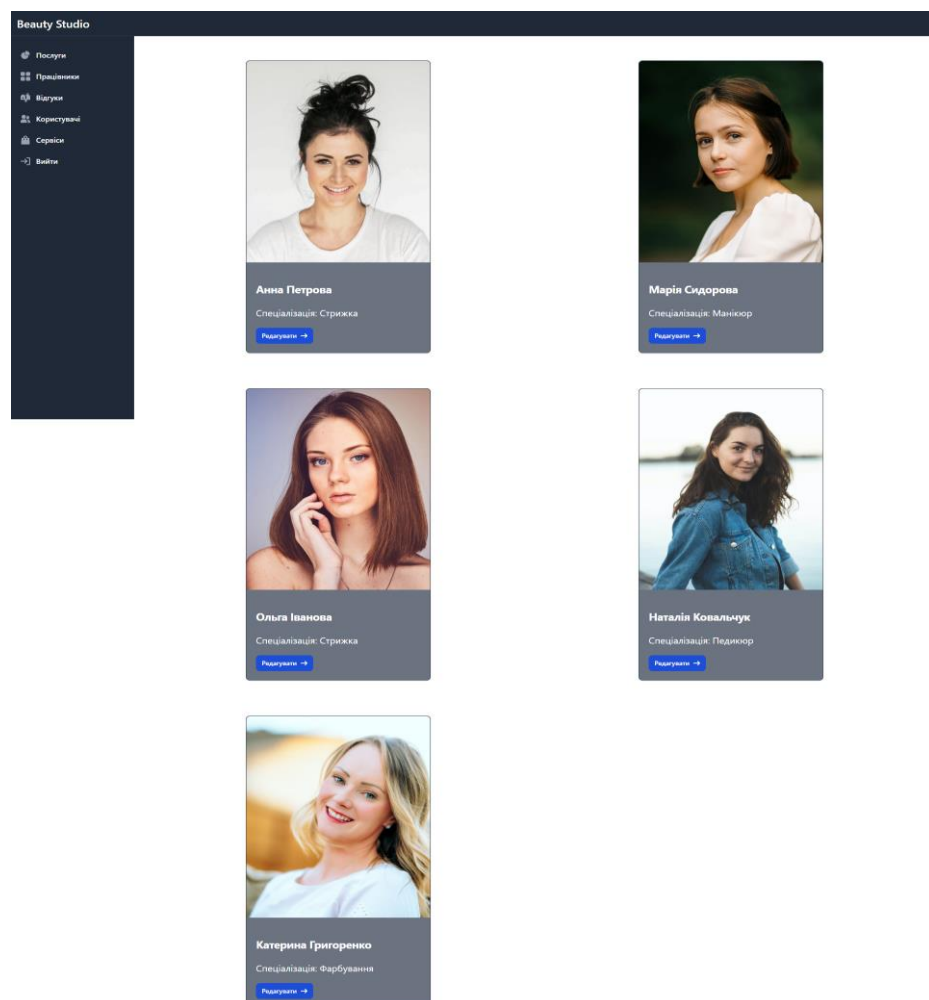 Beauty Studio
Послуги
Працівники
Відгуки
Користувачі
Сервіси
Вийти
Анна Петрова
Спеціалізація: Стрижка
Редагувати →
Марія Сидорова
Спеціалізація: Манікюр
Редагувати →
Ольга Іванова
Спеціалізація: Стрижка
Редагувати →
Наталія Ковальчук
Спеціалізація: Педикюр
Редагувати →
Катерина Григоренко
Спеціалізація: Фарбування
Редагувати →